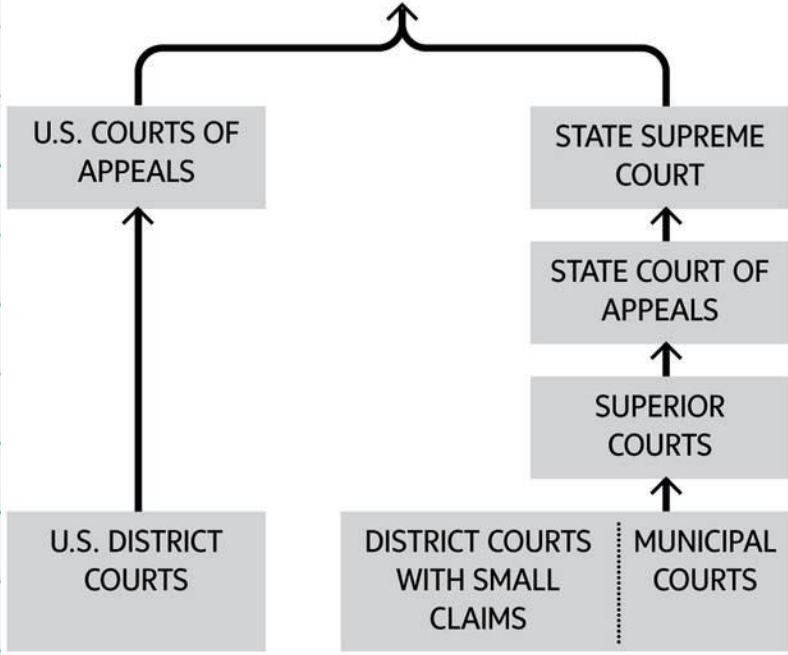 U.S. COURTS OF
APPEALS
STATE SUPREME
COURT
STATE COURT OF
APPEALS
SUPERIOR
COURTS
U.S. DISTRICT
COURTS
DISTRICT COURTS
WITH SMALL
CLAIMS
MUNICIPAL
COURTS